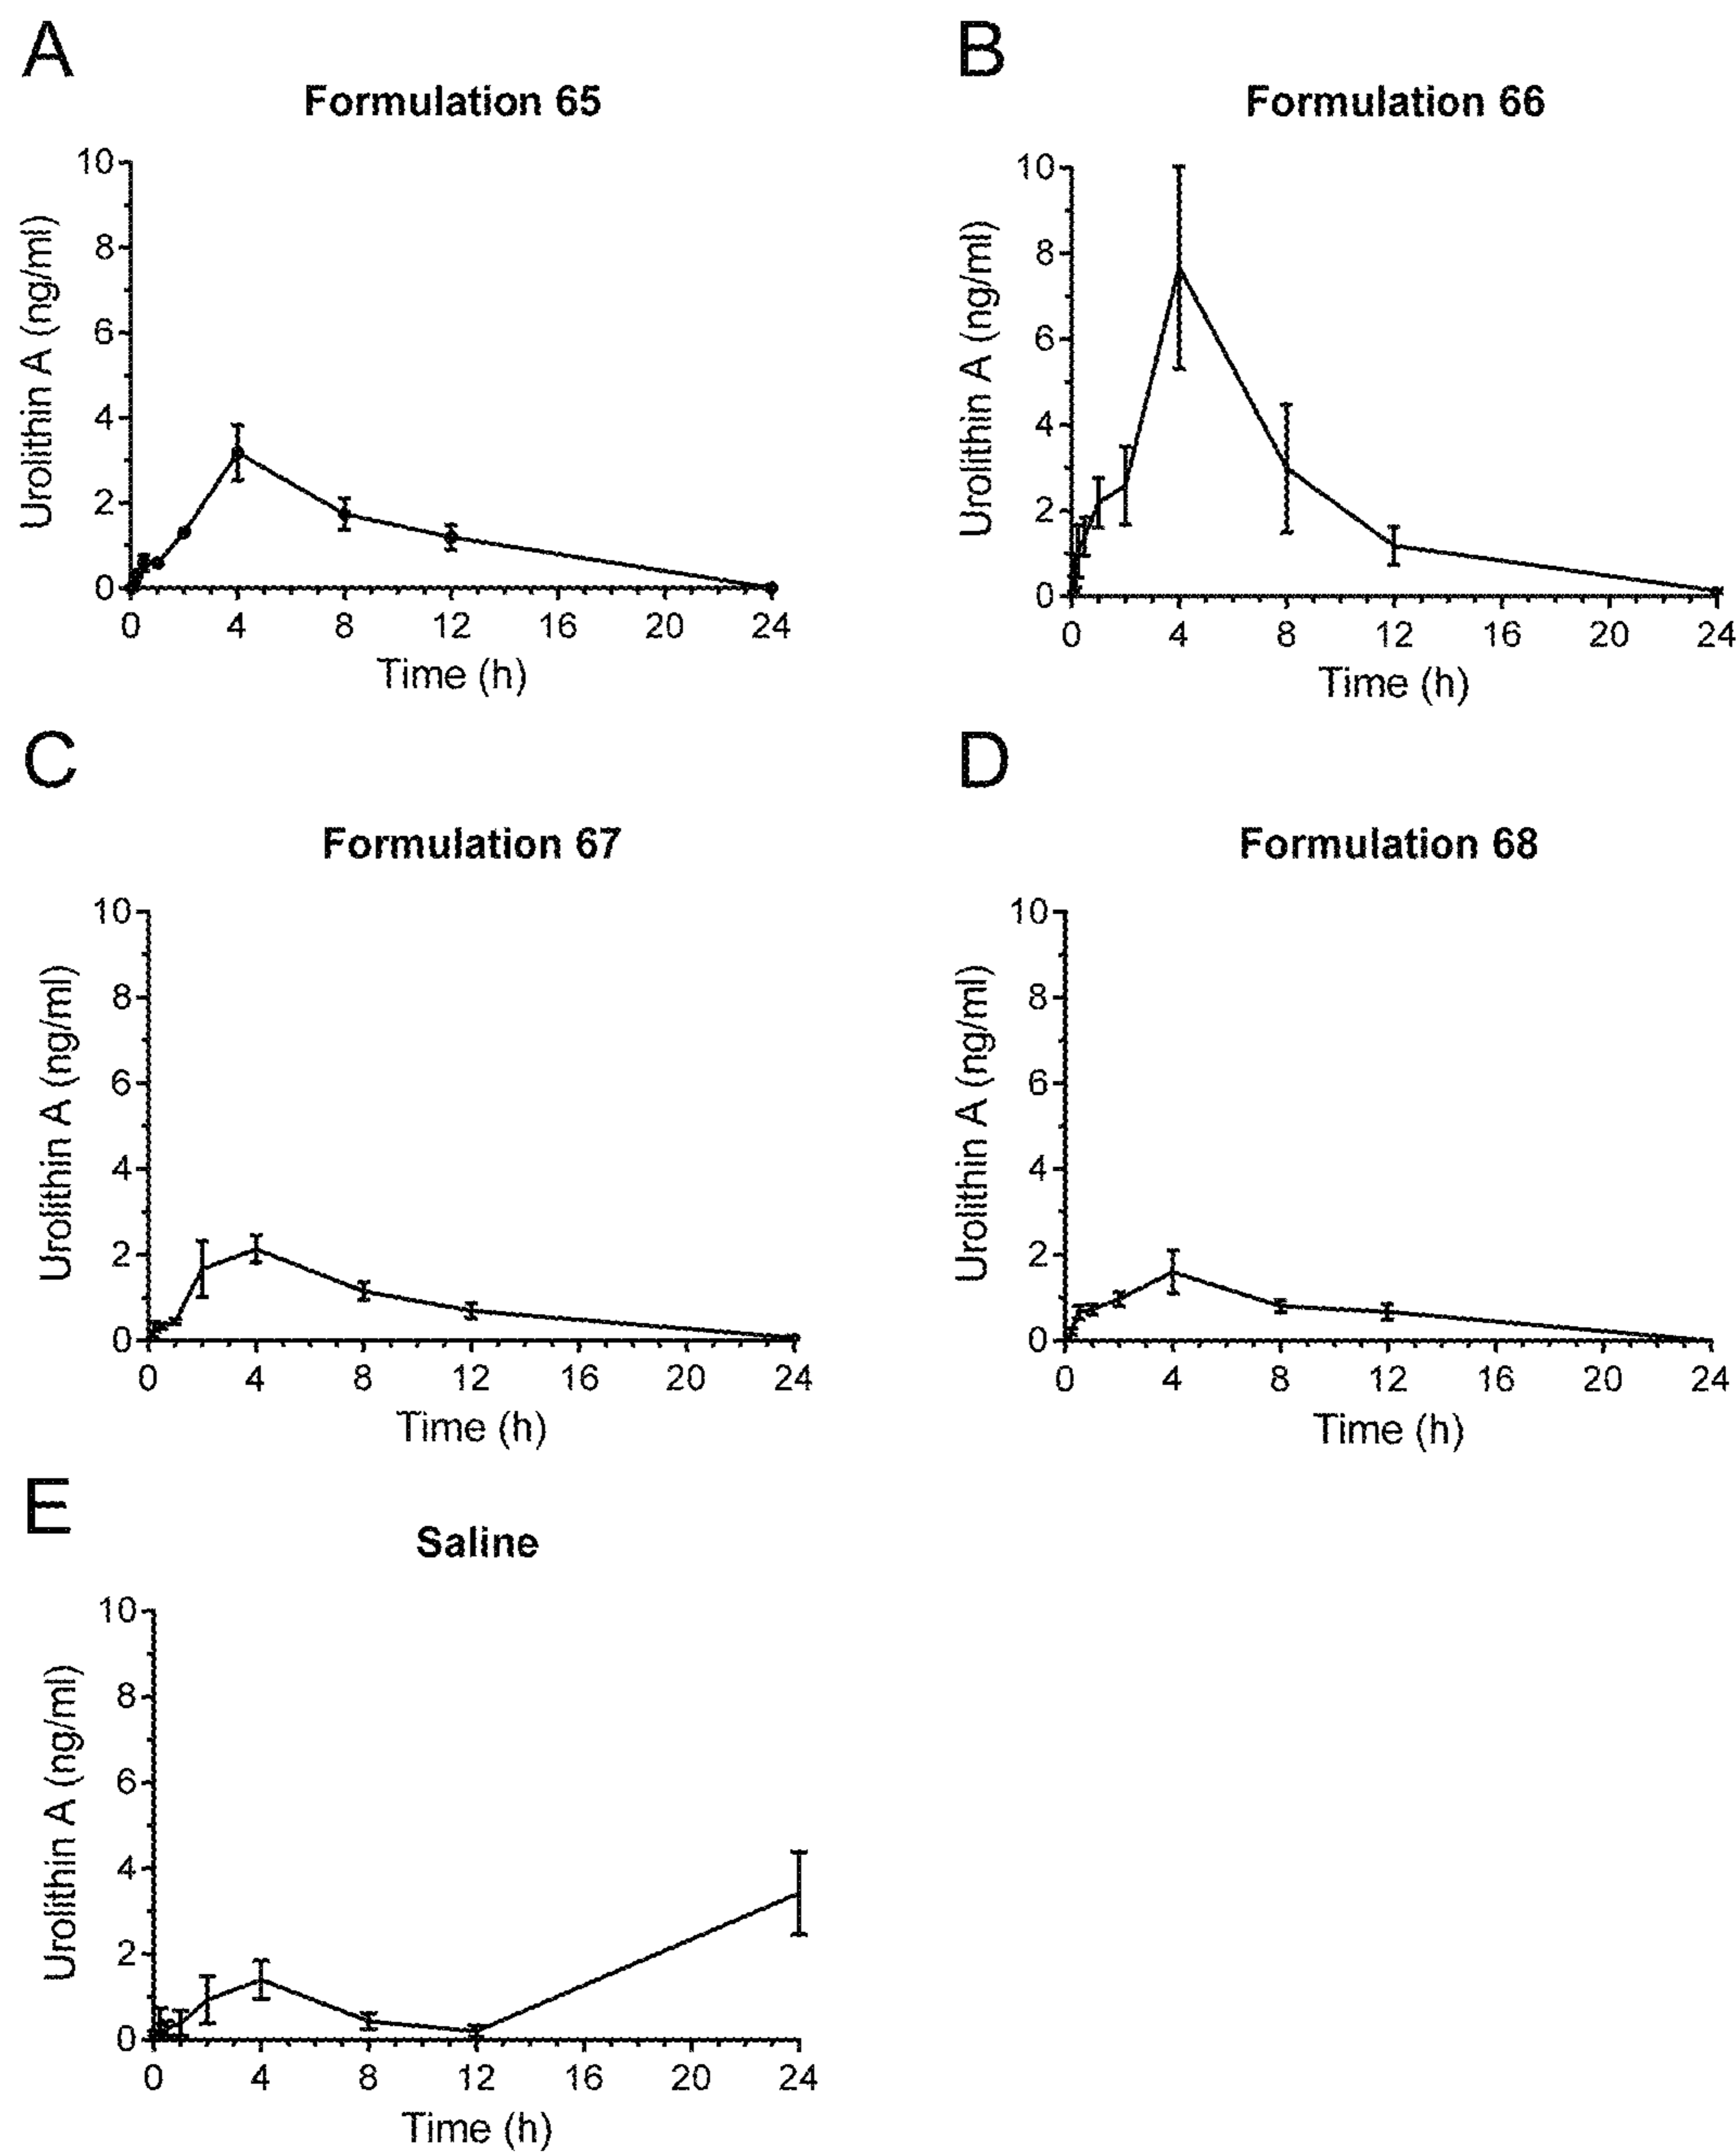 A
Formulation 65
Urolithin A (ng/ml)
10
8
6
4
2
0
0 4 8 12 16 20 24
Time (h)
B
Formulation 66
Urolithin A (ng/ml)
10
8
6
4
2
0
0 4 8 12 16 20 24
Time (h)
C
Formulation 67
Urolithin A (ng/ml)
10
8
6
4
2
0
0 4 8 12 16 20 24
Time (h)
D
Formulation 68
Urolithin A (ng/ml)
10
8
6
4
2
0
0 4 8 12 16 20 24
Time (h)
E
Saline
Urolithin A (ng/ml)
10
8
6
4
2
0
0 4 8 12 16 20 24
Time (h)